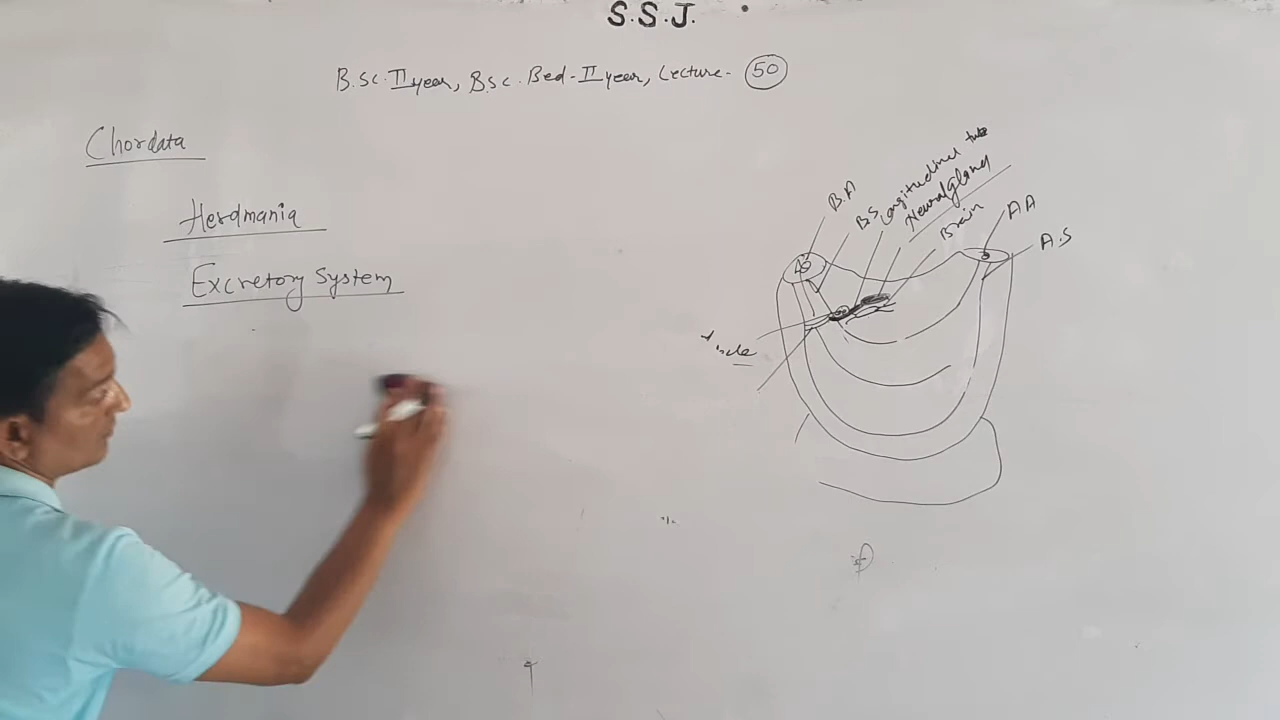 S.S.J.
B.Sc. II year, B.sc. Bed - II year, Lecture - 50
Chordata
Herdmania
Excretory System
B.A
B.S
Longitudinal tube
Neural Gland
Brain
A A
A.S